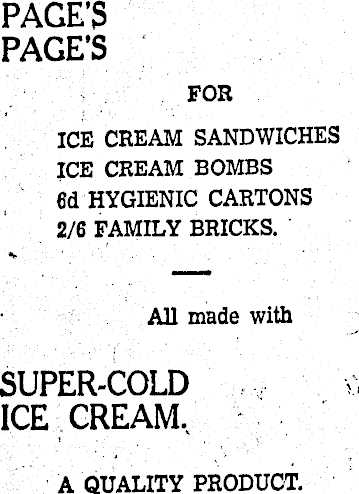 PAGE'S
PAGE'S
FOR
ICE CREAM SANDWICHES
ICE CREAM BOMBS
6d HYGIENIC CARTONS
2/6 FAMILY BRICKS.
All made with
SUPER-COLD
ICE CREAM.
A QUALITY PRODUCT.